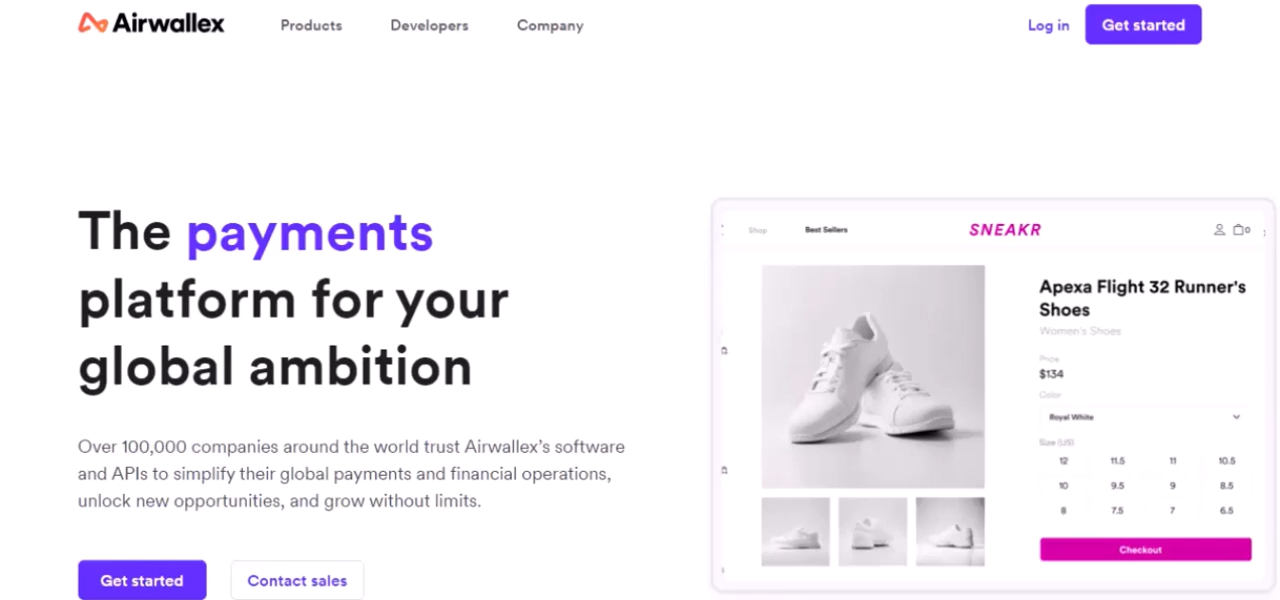 Airwallex
Products
Developers
Company
Log in
Get started
The payments
platform for your
global ambition
Over 100,000 companies around the world trust Airwallex’s software
and APIs to simplify their global payments and financial operations,
unlock new opportunities, and grow without limits.
Get started
Contact sales
Shop
Best Sellers
SNEAKR
0
Apexa Flight 32 Runner's
Shoes
Women's Shoes
Price
$134
Color
Royal White
Size (US)
12 11.5 11 10.5
10 9.5 9 8.5
8 7.5 7 6.5
Checkout